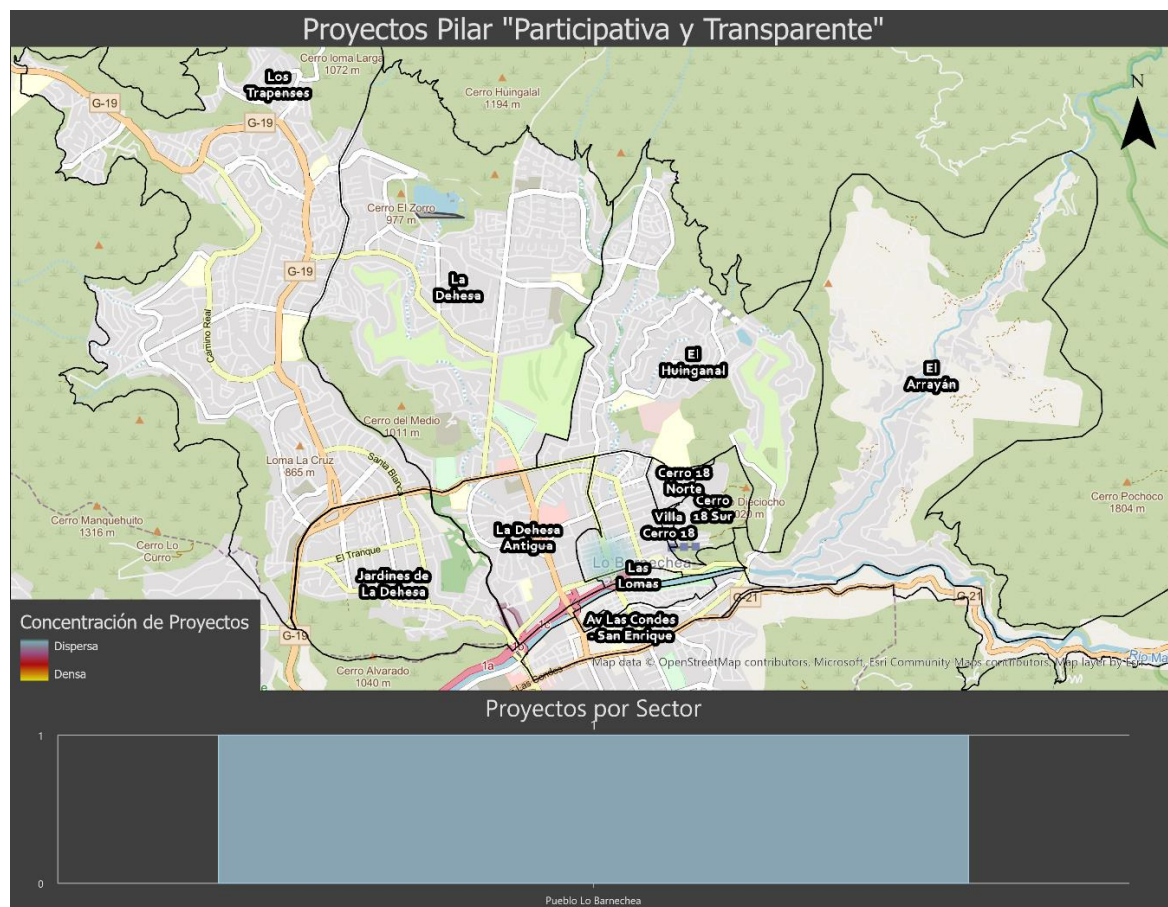 Proyectos Pilar "Participativa y Transparente"
Cerro loma Larga
1072 m
Los
Trapenses
G-19
G-19
Cerro Huingalal
1194 m
N
Cerro El Zorro
977 m
G-19
La
Dehesa
Camino Real
El
Huinganal
El
Arrayán
Cerro del Medio
1011 m
Loma La Cruz
865 m
Santa Blanca
Cerro 18
Norte
Cerro
18 Sur
Dieciocho
Villa
Cerro 18
Cerro Pochoco
1804 m
Cerro Manquehuito
1316 m
Cerro Lo
Curro
La Dehesa
Antigua
El Tranque
Lo Barnechea
Las
Lomas
Jardines de
La Dehesa
Av Las Condes
- San Enrique
G-21
G-21
G-19
Concentración de Proyectos
Dispersa
Densa
Cerro Alvarado
1040 m
1a
Las Condes
Map data © OpenStreetMap contributors, Microsoft, Esri Community Maps contributors, Map layer by Esri
Proyectos por Sector
1
1
0
Pueblo Lo Barnechea